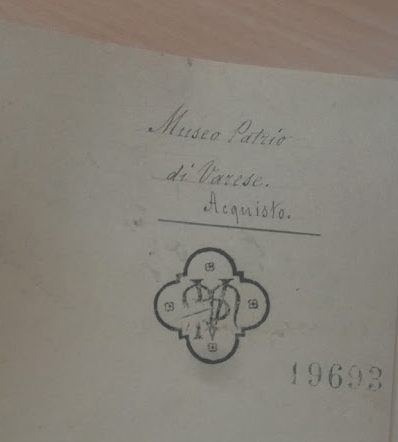 Museo Patrio
di Varese.
Acquisto.
19693